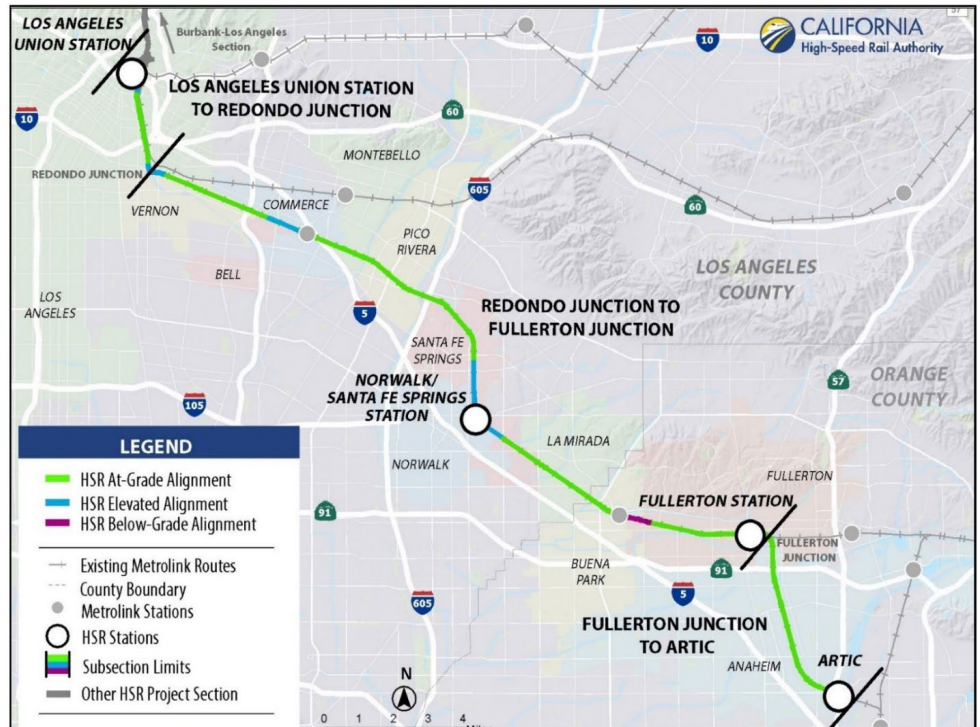 LOS ANGELES
UNION STATION
Burbank-Los Angeles
Section
57
CALIFORNIA
High-Speed Rail Authority
10
LOS ANGELES UNION STATION
TO REDONDO JUNCTION
10
60
MONTEBELLO
REDONDO JUNCTION
605
VERNON
COMMERCE
60
PICO
RIVERA
BELL
LOS ANGELES
COUNTY
LOS
ANGELES
5
REDONDO JUNCTION TO
FULLERTON JUNCTION
SANTA FE
SPRINGS
57
ORANGE
COUNTY
NORWALK/
SANTA FE SPRINGS
STATION
105
LA MIRADA
NORWALK
FULLERTON
FULLERTON STATION
91
FULLERTON
JUNCTION
BUENA
PARK
91
5
605
FULLERTON JUNCTION
TO ARTIC
ANAHEIM
ARTIC
LEGEND
HSR At-Grade Alignment
HSR Elevated Alignment
HSR Below-Grade Alignment
Existing Metrolink Routes
County Boundary
Metrolink Stations
HSR Stations
Subsection Limits
Other HSR Project Section
N
0 1 2 3 4